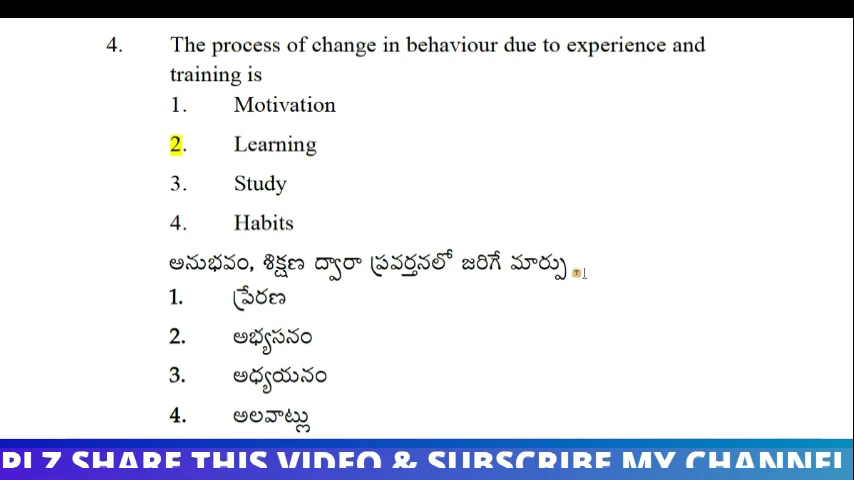 4. The process of change in behaviour due to experience and
training is
1. Motivation
2. Learning
3. Study
4. Habits
అనుభవం, శిక్షణ ద్వారా ప్రవర్తనలో జరిగే మార్పు
1. ప్రేరణ
2. అభ్యసనం
3. అధ్యయనం
4. అలవాట్లు
PLZ SHARE THIS VIDEO & SUBSCRIBE MY CHANNEL